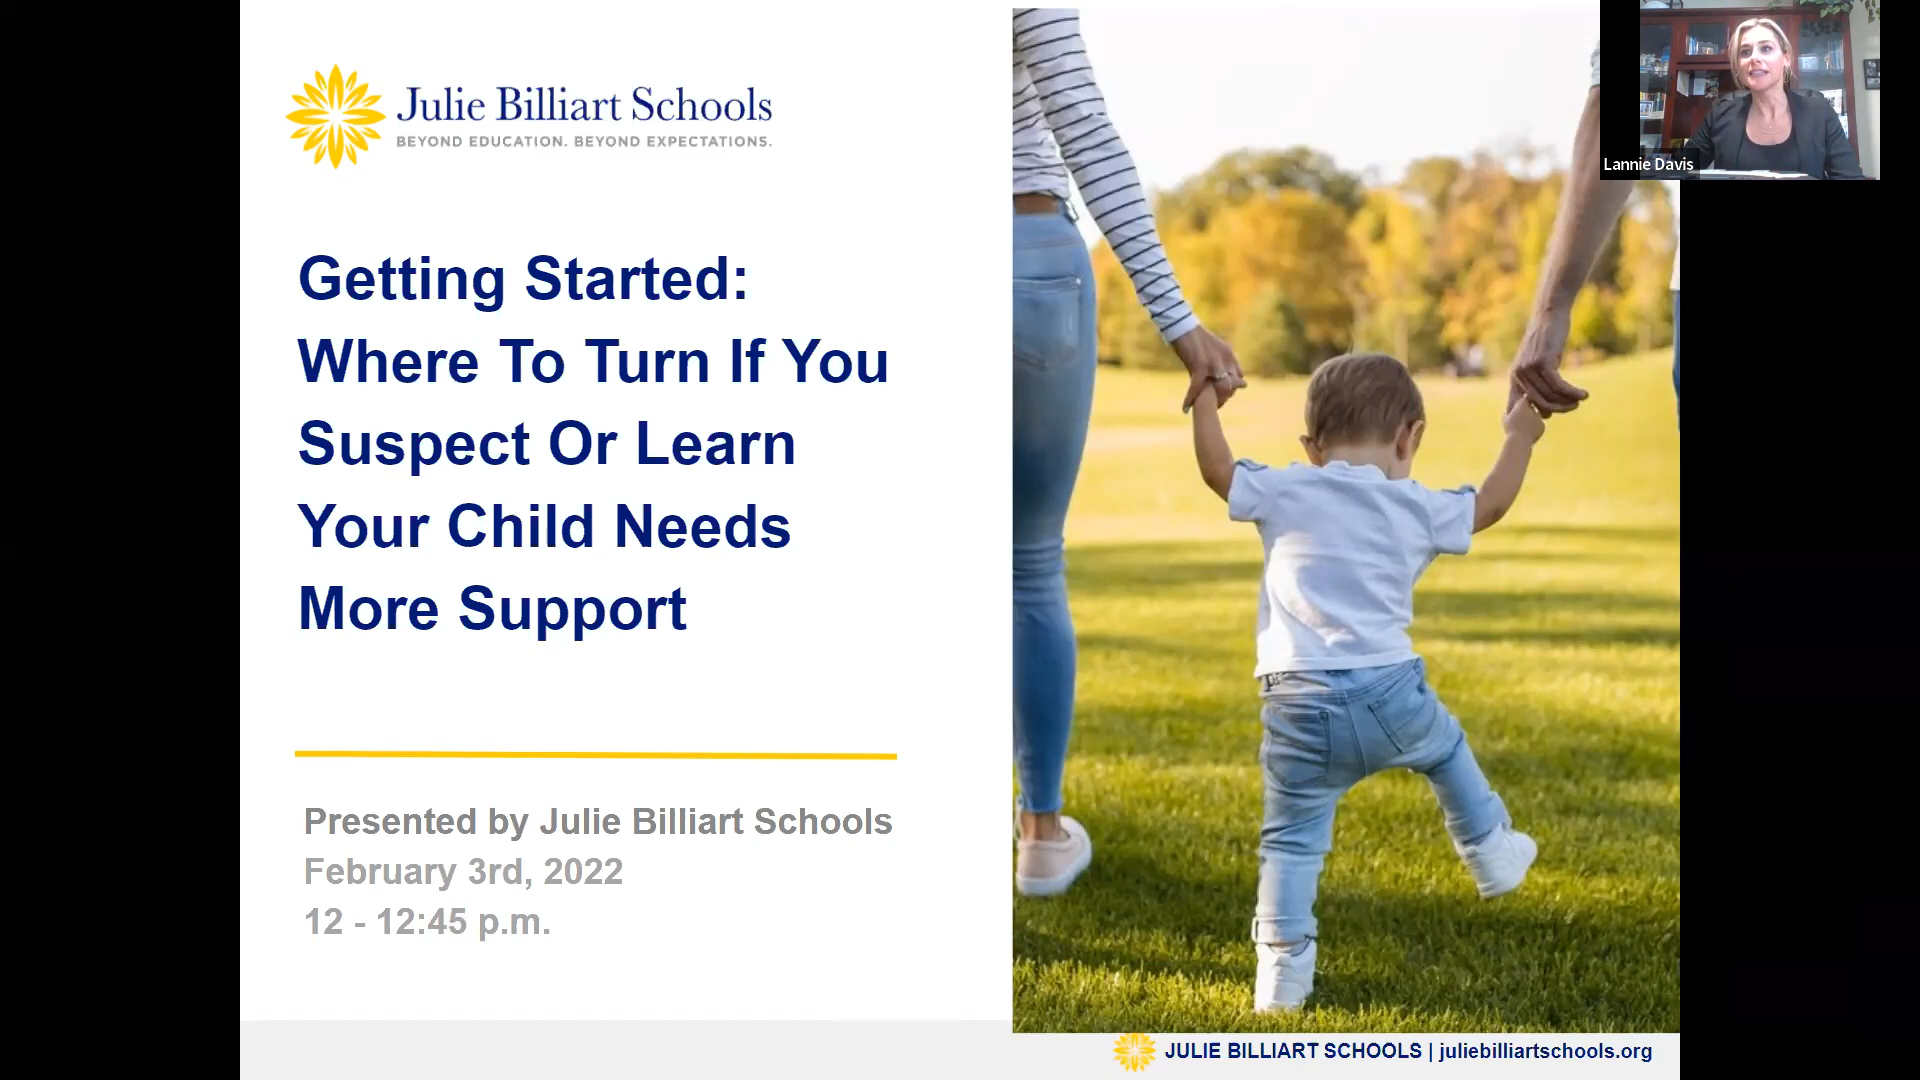 Julie Billiart Schools
BEYOND EDUCATION. BEYOND EXPECTATIONS.
Lannie Davis
Getting Started:
Where To Turn If You
Suspect Or Learn
Your Child Needs
More Support
Presented by Julie Billiart Schools
February 3rd, 2022
12 - 12:45 p.m.
JULIE BILLIART SCHOOLS | juliebilliartschools.org